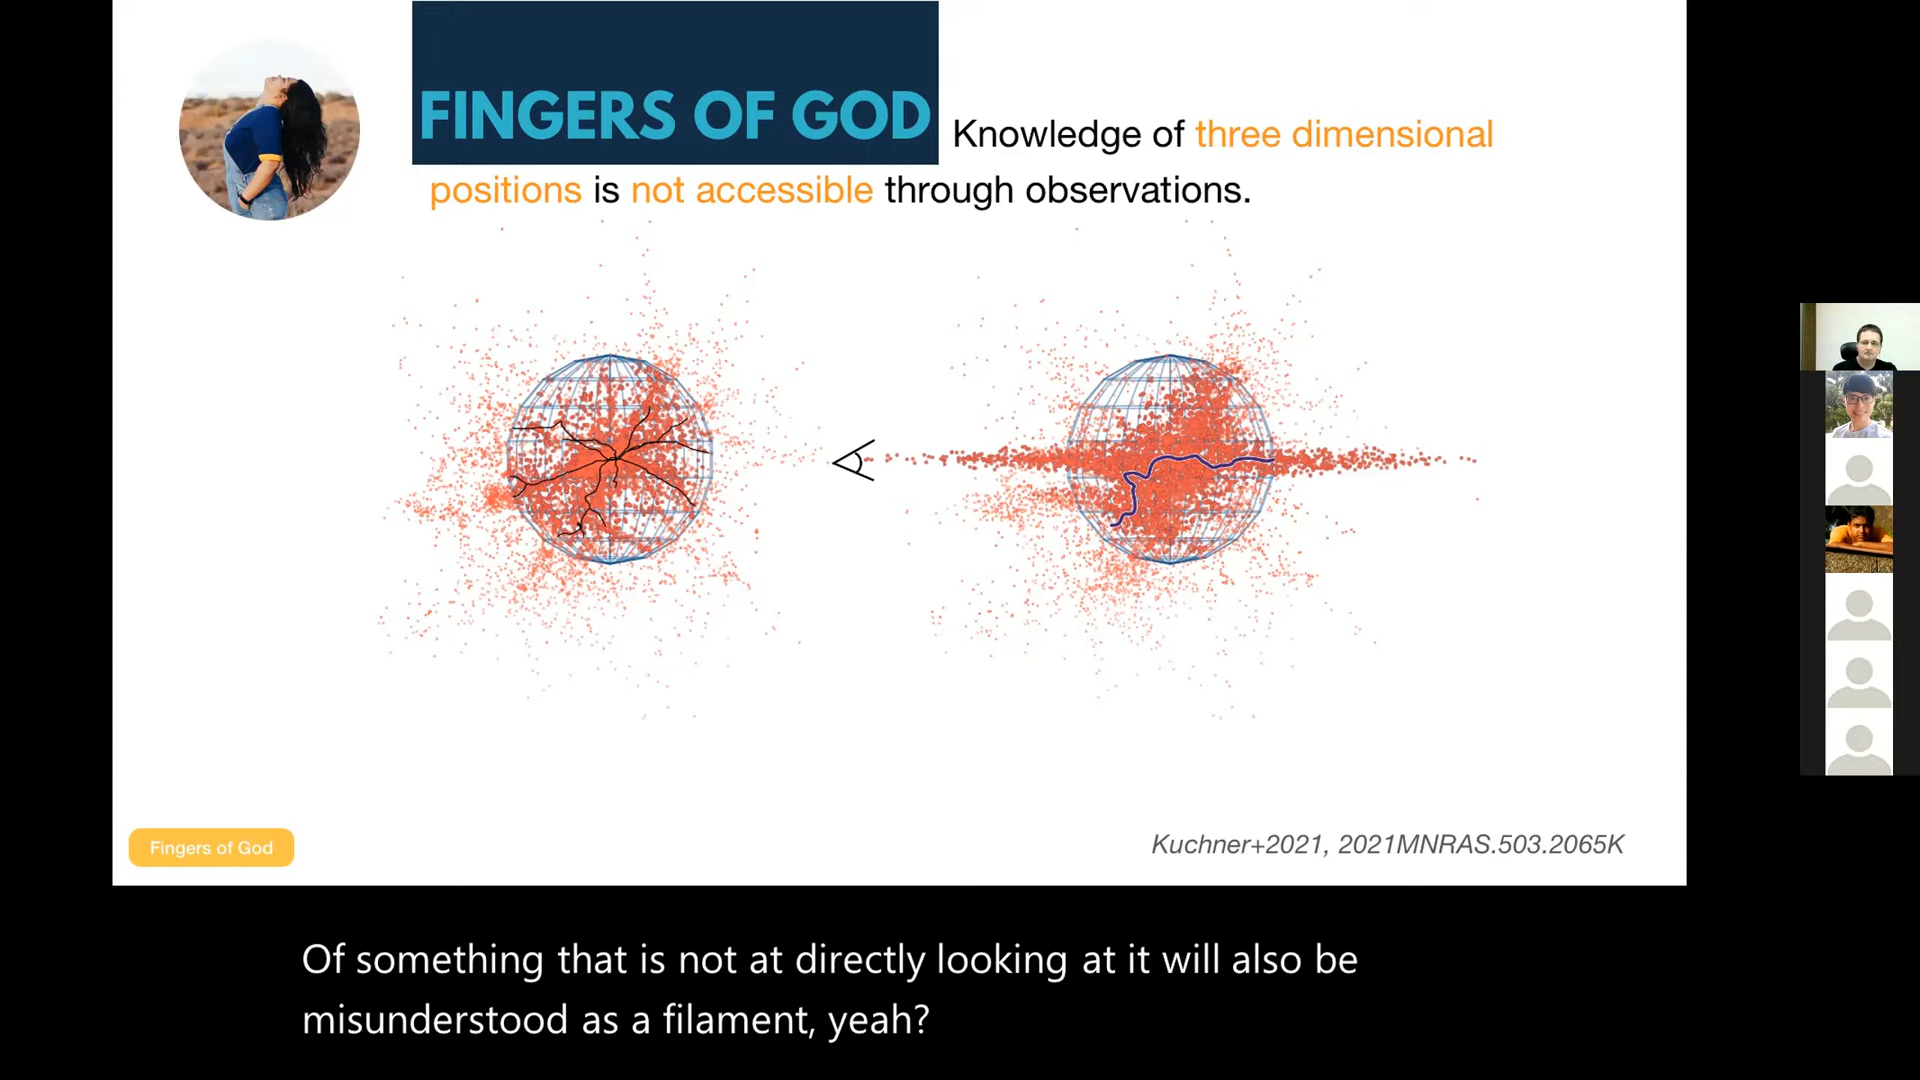 FINGERS OF GOD
Knowledge of three dimensional
positions is not accessible through observations.
Fingers of God
Kuchner+2021, 2021MNRAS.503.2065K
Of something that is not at directly looking at it will also be
misunderstood as a filament, yeah?